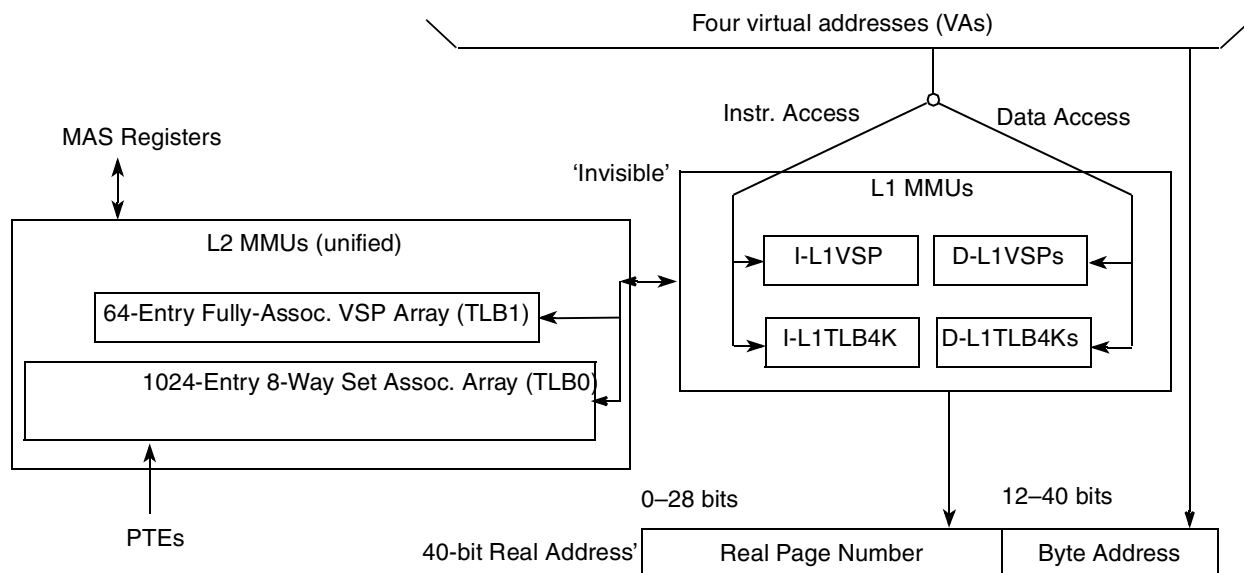 Four virtual addresses (VAs)
Instr. Access
Data Access
MAS Registers
‘Invisible’
L1 MMUs
L2 MMUs (unified)
I-L1VSP
D-L1VSPs
64-Entry Fully-Assoc. VSP Array (TLB1)
I-L1TLB4K
D-L1TLB4Ks
1024-Entry 8-Way Set Assoc. Array (TLB0)
0–28 bits
12–40 bits
PTEs
40-bit Real Address’
Real Page Number
Byte Address